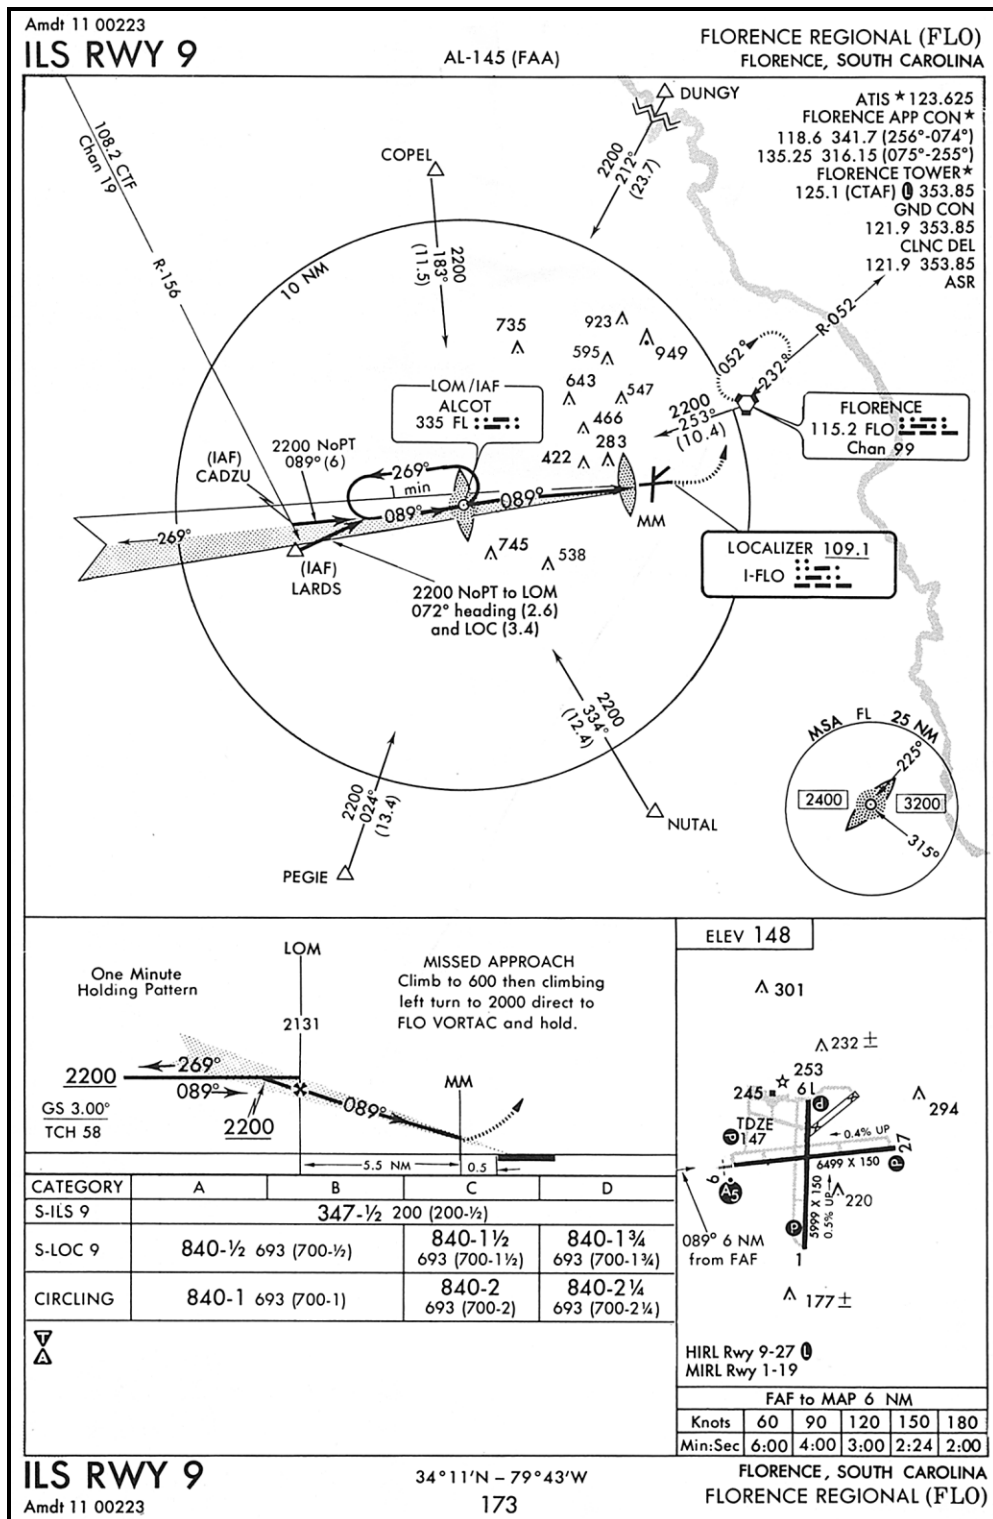 Amdt 11 00223
ILS RWY 9
AL-145 (FAA)
FLORENCE REGIONAL (FLO)
FLORENCE, SOUTH CAROLINA
ATIS ★ 123.625
FLORENCE APP CON ★
118.6 341.7 (256°-074°)
135.25 316.15 (075°-255°)
FLORENCE TOWER ★
125.1 (CTAF) L 353.85
GND CON
121.9 353.85
CLNC DEL
121.9 353.85
ASR
DUNGY
2200
212°
(23.7)
COPEL
2200
183°
(11.5)
108.2 CTF
Chan 19
R-156
10 NM
735
923
949
595
643
547
466
283
422
R-052
052°
232°
2200
253°
(10.4)
FLORENCE
115.2 FLO
Chan 99
LOM/IAF
ALCOT
335 FL
(IAF)
CADZU
2200 NoPT
089° (6)
269°
1 min
089°
089°
269°
MM
(IAF)
LARDS
745
538
LOCALIZER 109.1
I-FLO
2200 NoPT to LOM
072° heading (2.6)
and LOC (3.4)
2200
334°
(12.4)
NUTAL
2200
024°
(13.4)
PEGIE
MSA FL 25 NM
225°
2400
3200
315°
One Minute
Holding Pattern
LOM
2131
MISSED APPROACH
Climb to 600 then climbing
left turn to 2000 direct to
FLO VORTAC and hold.
2200
269°
089°
089°
MM
GS 3.00°
TCH 58
2200
5.5 NM
0.5
ELEV 148
301
232 ±
253
245
19
P
294
TDZE
147
P
0.4% UP
27
P
6499 X 150
9
A5
5999 X 150
0.5% UP
220
P
1
089° 6 NM
from FAF
177 ±
HIRL Rwy 9-27 L
MIRL Rwy 1-19
CATEGORY A B C D
S-ILS 9 347-½ 200 (200-½)
S-LOC 9 840-½ 693 (700-½) 840-1½ 693 (700-1½) 840-1¾ 693 (700-1¾)
CIRCLING 840-1 693 (700-1) 840-2 693 (700-2) 840-2¼ 693 (700-2¼)
T
A
FAF to MAP 6 NM
Knots 60 90 120 150 180
Min:Sec 6:00 4:00 3:00 2:24 2:00
ILS RWY 9
Amdt 11 00223
34°11'N – 79°43'W
173
FLORENCE, SOUTH CAROLINA
FLORENCE REGIONAL (FLO)